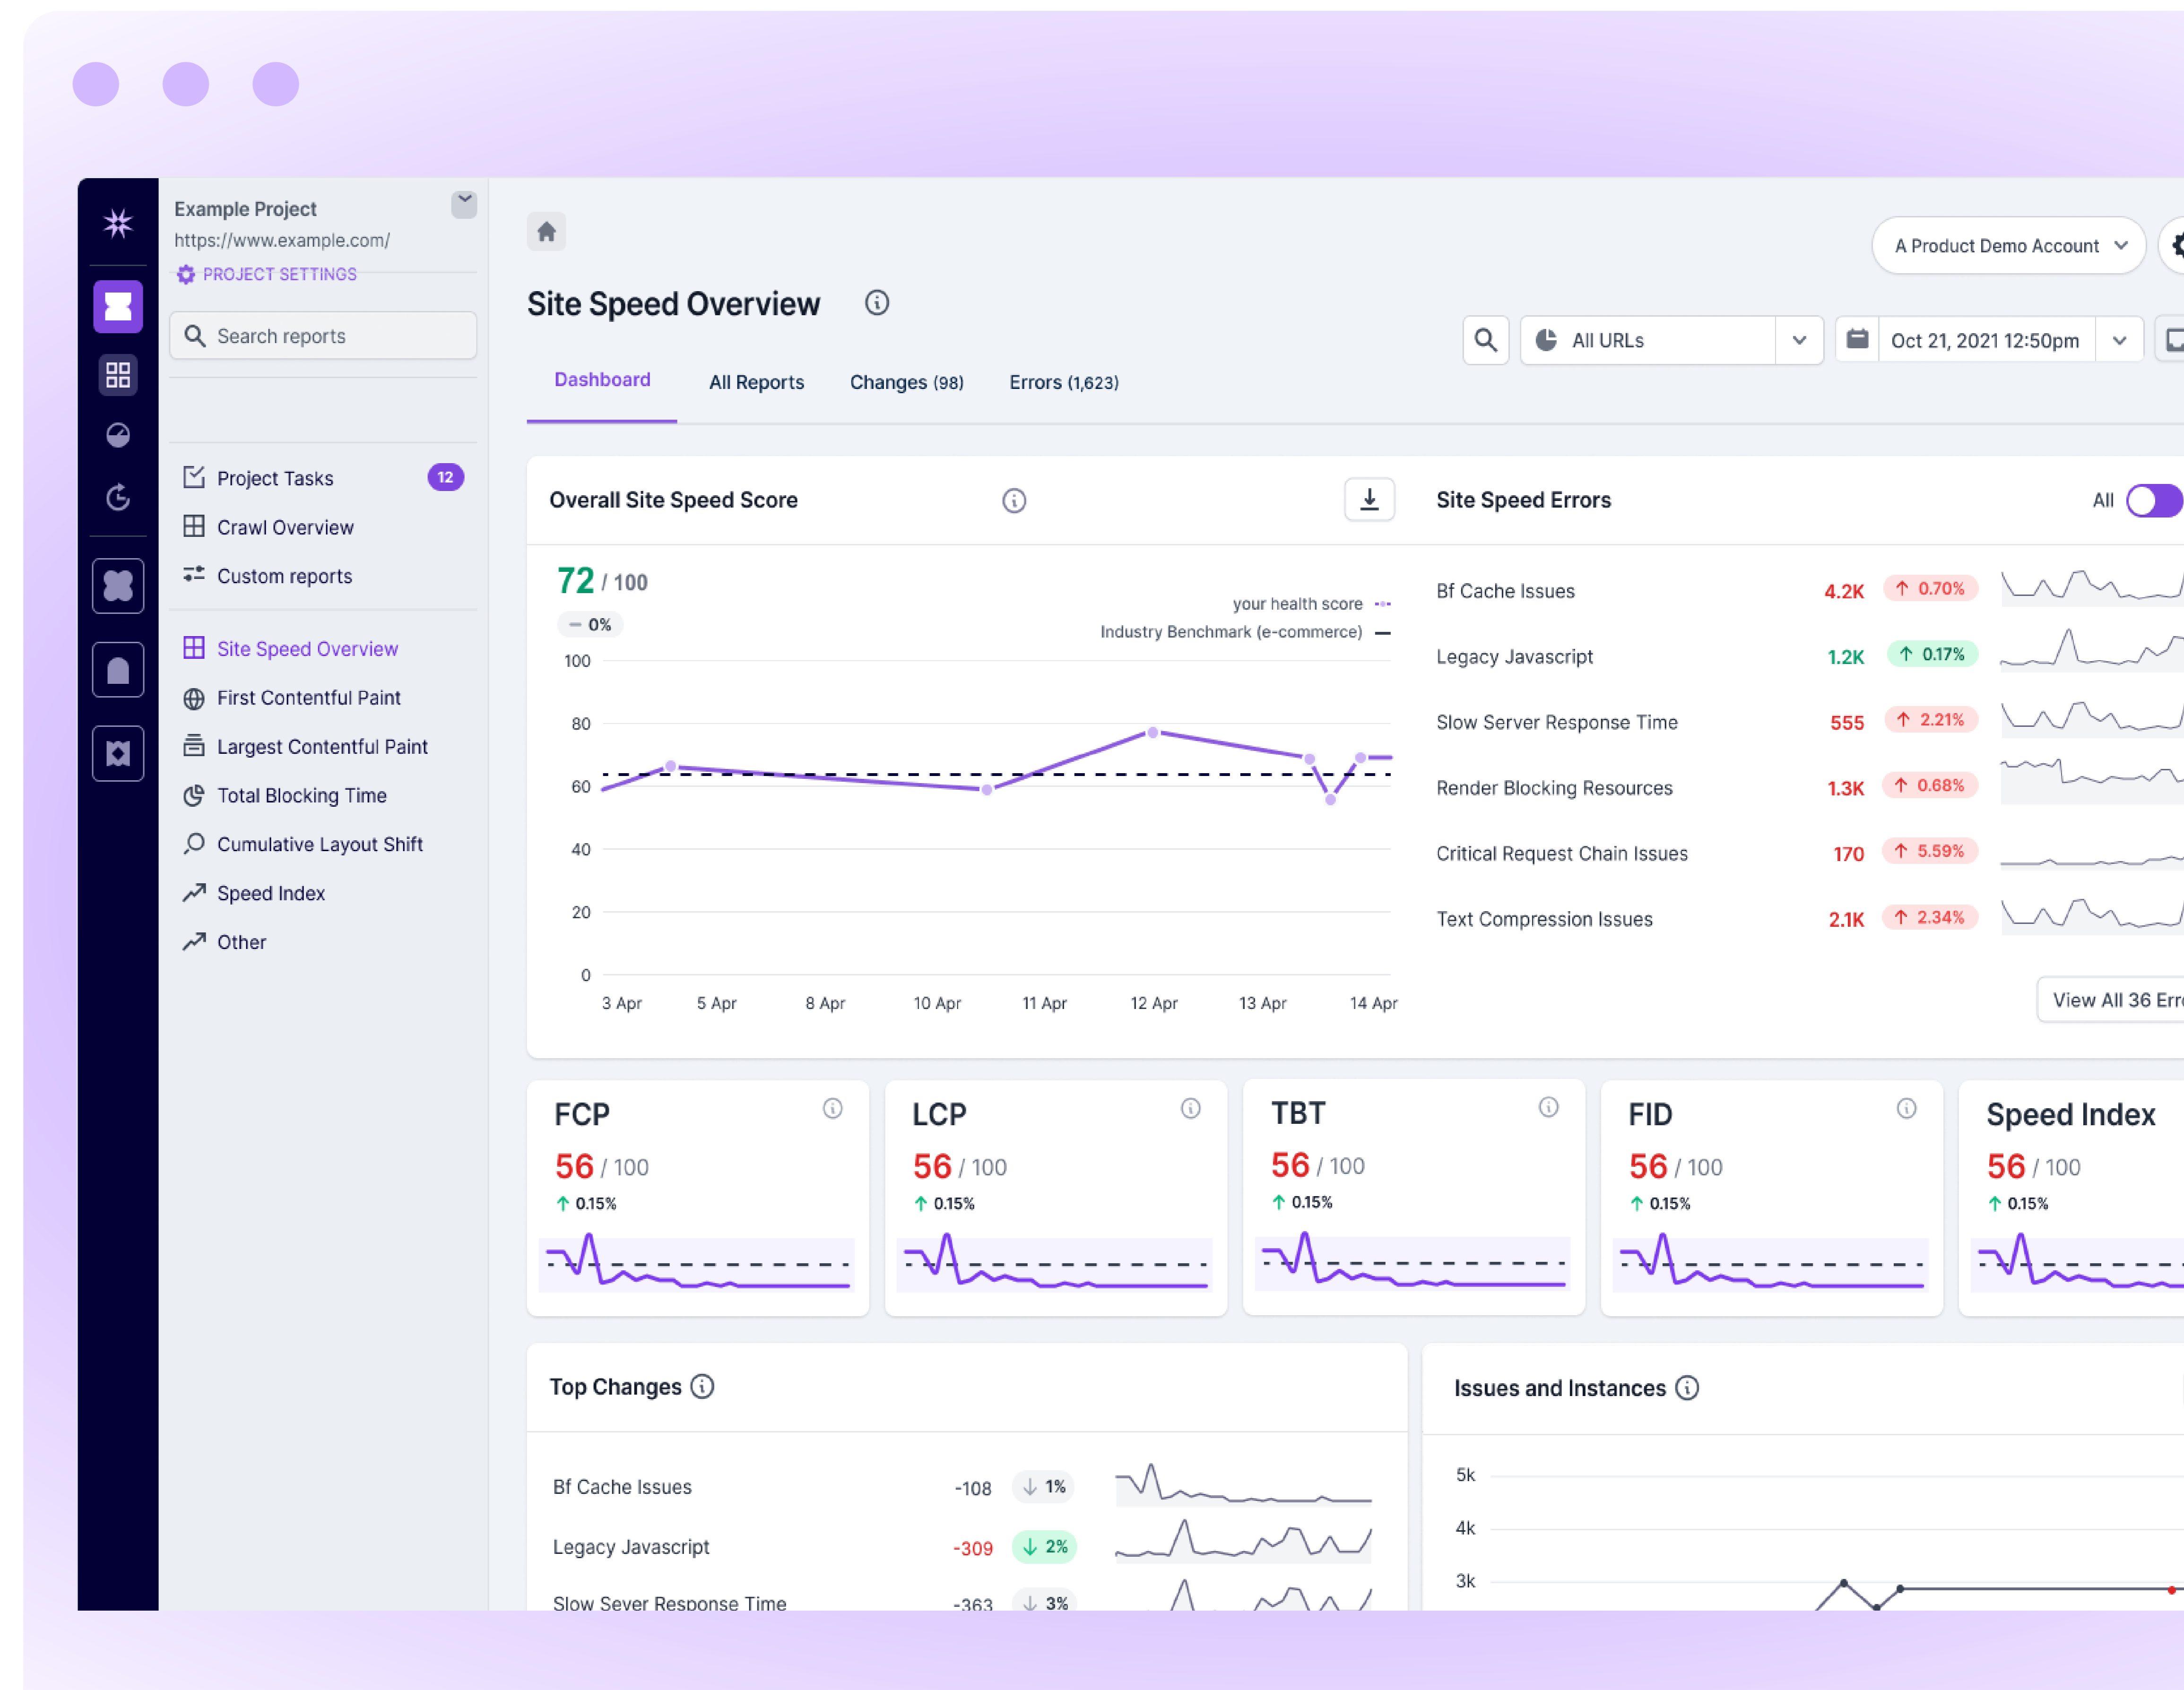 Example Project
https://www.example.com/
PROJECT SETTINGS
Search reports
Project Tasks 12
Crawl Overview
Custom reports
Site Speed Overview
First Contentful Paint
Largest Contentful Paint
Total Blocking Time
Cumulative Layout Shift
Speed Index
Other
A Product Demo Account
Site Speed Overview
All URLs
Oct 21, 2021 12:50pm
Dashboard All Reports Changes (98) Errors (1,623)
Overall Site Speed Score
72 / 100
0%
your health score
Industry Benchmark (e-commerce)
100
80
60
40
20
0
3 Apr 5 Apr 8 Apr 10 Apr 11 Apr 12 Apr 13 Apr 14 Apr
Site Speed Errors All
Bf Cache Issues 4.2K 0.70%
Legacy Javascript 1.2K 0.17%
Slow Server Response Time 555 2.21%
Render Blocking Resources 1.3K 0.68%
Critical Request Chain Issues 170 5.59%
Text Compression Issues 2.1K 2.34%
View All 36
FCP
56 / 100
0.15%
LCP
56 / 100
0.15%
TBT
56 / 100
0.15%
FID
56 / 100
0.15%
Speed Index
56 / 100
0.15%
Top Changes
Bf Cache Issues -108 1%
Legacy Javascript -309 2%
Slow Sever Response Time -363 3%
Issues and Instances
5k
4k
3k